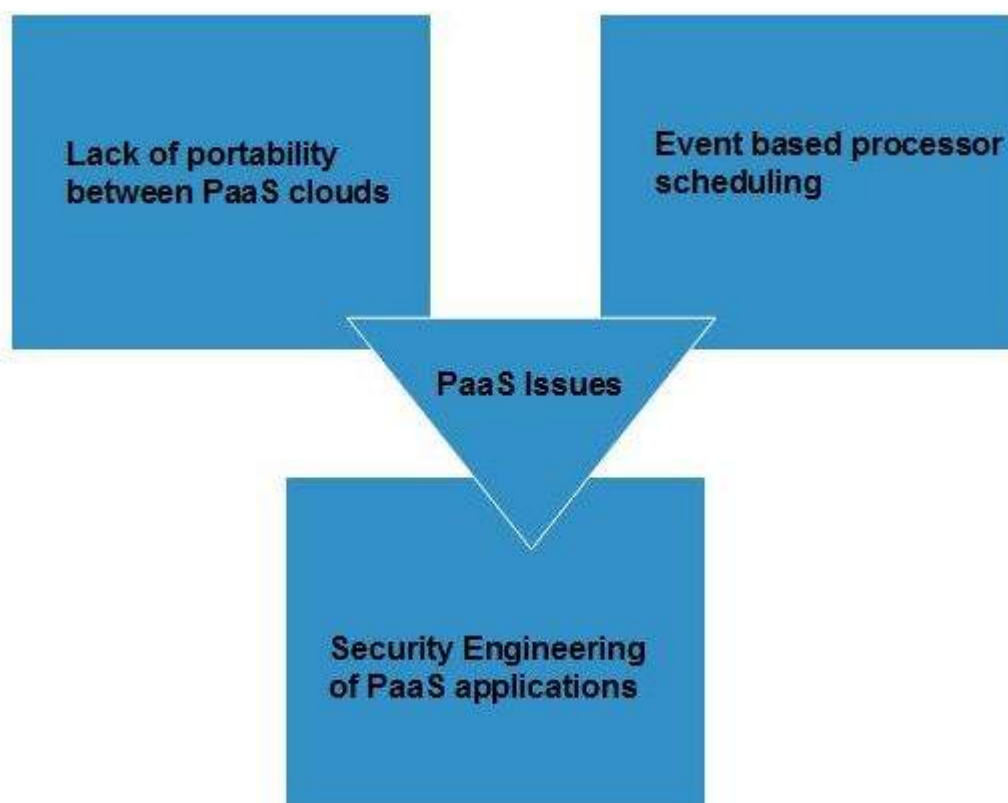 Lack of portability
between PaaS clouds
Event based processor
scheduling
PaaS Issues
Security Engineering
of PaaS applications